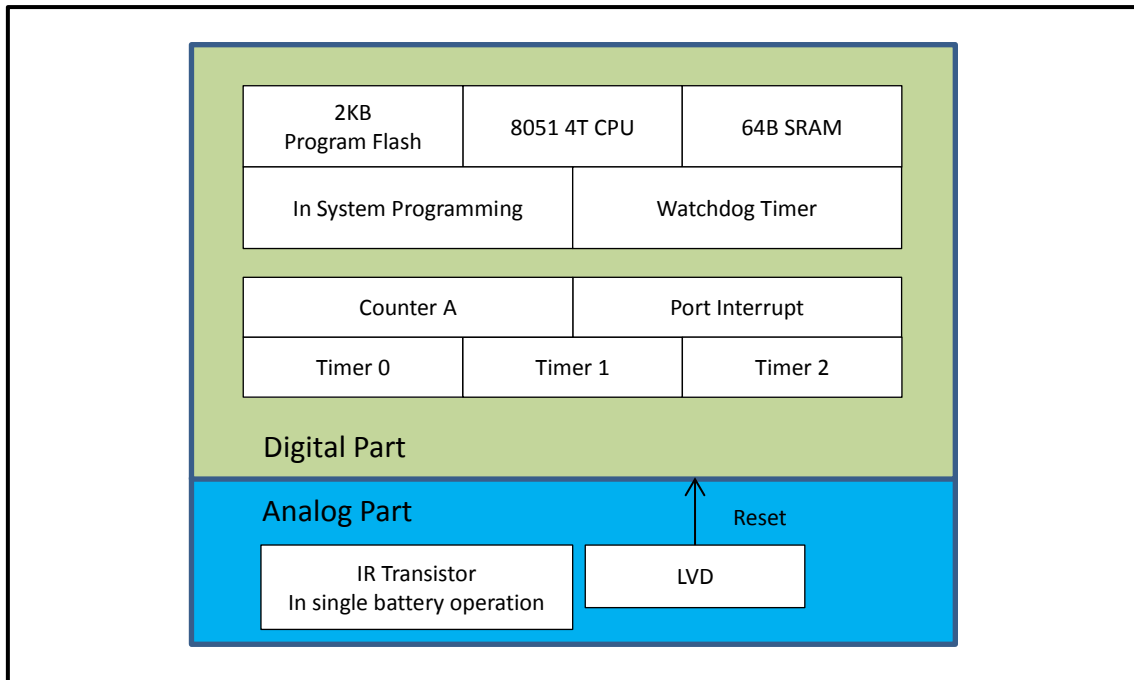 2KB
Program Flash
8051 4T CPU
64B SRAM
In System Programming
Watchdog Timer
Counter A
Port Interrupt
Timer 0
Timer 1
Timer 2
Digital Part
Analog Part
Reset
IR Transistor
In single battery operation
LVD